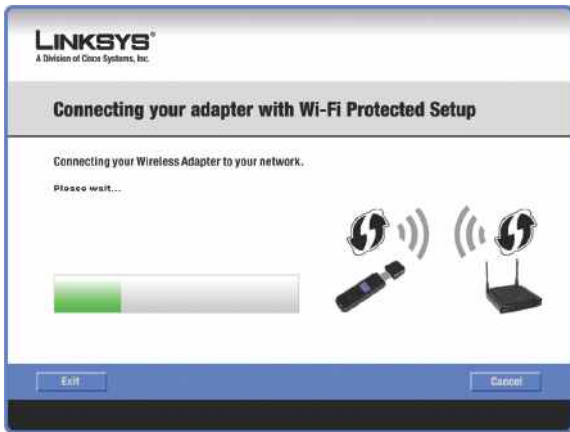 LINKSYS®
A Division of Cisco Systems, Inc.
Connecting your adapter with Wi-Fi Protected Setup
Connecting your Wireless Adapter to your network.
Please wait...
Exit
Cancel